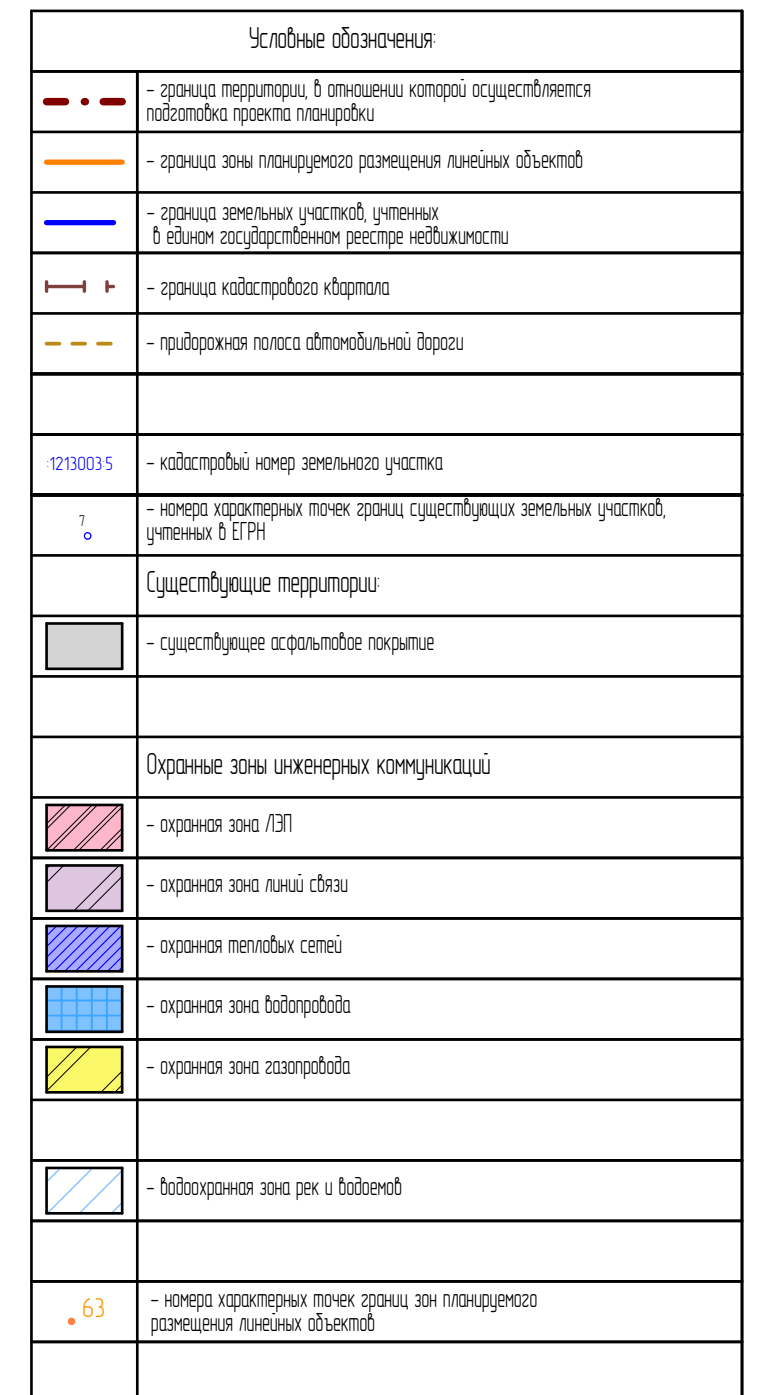 Условные обозначения:
– граница территории, в отношении которой осуществляется
подготовка проекта планировки
– граница зоны планируемого размещения линейных объектов
– граница земельных участков, учтенных
в едином государственном реестре недвижимости
– граница кадастрового квартала
– придорожная полоса автомобильной дороги
:1213003:5
– кадастровый номер земельного участка
7
– номера характерных точек границ существующих земельных участков,
учтенных в ЕГРН
Существующие территории:
– существующее асфальтовое покрытие
Охранные зоны инженерных коммуникаций
– охранная зона ЛЭП
– охранная зона линий связи
– охранная тепловых сетей
– охранная зона водопровода
– охранная зона газопровода
– водоохранная зона рек и водоемов
63
– номера характерных точек границ зон планируемого
размещения линейных объектов